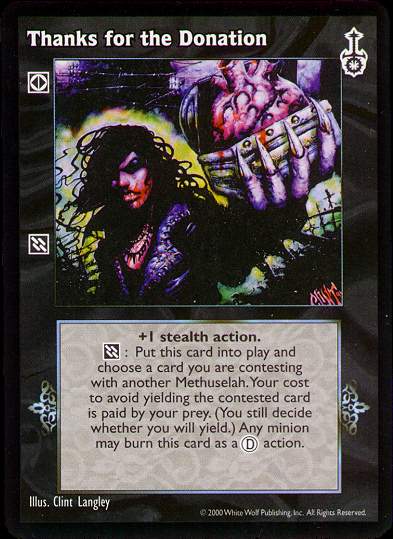 Thanks for the Donation
+1 stealth action.
: Put this card into play and
choose a card you are contesting
with another Methuselah. Your cost
to avoid yielding the contested card
is paid by your prey. (You still decide
whether you will yield.) Any minion
may burn this card as a D action.
Illus. Clint Langley
© 2000 White Wolf Publishing, Inc. All Rights Reserved.